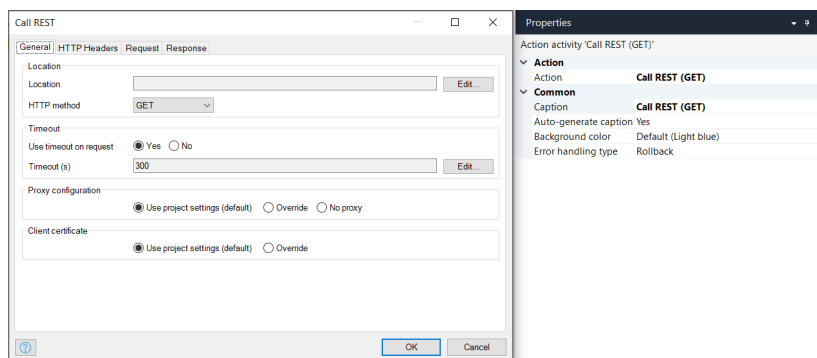 Call REST
General HTTP Headers Request Response
Location
Location Edit...
HTTP method GET
Timeout
Use timeout on request Yes No
Timeout (s) 300 Edit...
Proxy configuration
Use project settings (default) Override No proxy
Client certificate
Use project settings (default) Override
? OK Cancel
Properties
Action activity 'Call REST (GET)'
Action
Action Call REST (GET)
Common
Caption Call REST (GET)
Auto-generate caption Yes
Background color Default (Light blue)
Error handling type Rollback